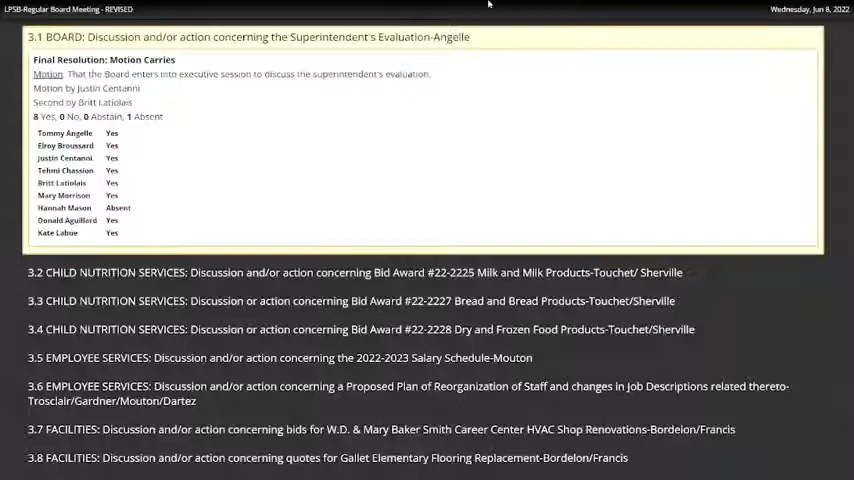 LPSB-Regular Board Meeting - REVISED
Wednesday, Jun 8, 2022
3.1 BOARD: Discussion and/or action concerning the Superintendent's Evaluation-Angelle
Final Resolution: Motion Carries
Motion: That the Board enters into executive session to discuss the superintendent's evaluation.
Motion by Justin Centanni
Second by Britt Latiolais
8 Yes, 0 No, 0 Abstain, 1 Absent
Tommy Angelle Yes
Elroy Broussard Yes
Justin Centanni Yes
Tehmi Chassion Yes
Britt Latiolais Yes
Mary Morrison Yes
Hannah Mason Absent
Donald Aguillard Yes
Kate Labue Yes
3.2 CHILD NUTRITION SERVICES: Discussion and/or action concerning Bid Award #22-2225 Milk and Milk Products-Touchet/ Sherville
3.3 CHILD NUTRITION SERVICES: Discussion or action concerning Bid Award #22-2227 Bread and Bread Products-Touchet/Sherville
3.4 CHILD NUTRITION SERVICES: Discussion or action concerning Bid Award #22-2228 Dry and Frozen Food Products-Touchet/Sherville
3.5 EMPLOYEE SERVICES: Discussion and/or action concerning the 2022-2023 Salary Schedule-Mouton
3.6 EMPLOYEE SERVICES: Discussion and/or action concerning a Proposed Plan of Reorganization of Staff and changes in Job Descriptions related thereto-
Trosclair/Gardner/Mouton/Dartez
3.7 FACILITIES: Discussion and/or action concerning bids for W.D. & Mary Baker Smith Career Center HVAC Shop Renovations-Bordelon/Francis
3.8 FACILITIES: Discussion and/or action concerning quotes for Gallet Elementary Flooring Replacement-Bordelon/Francis